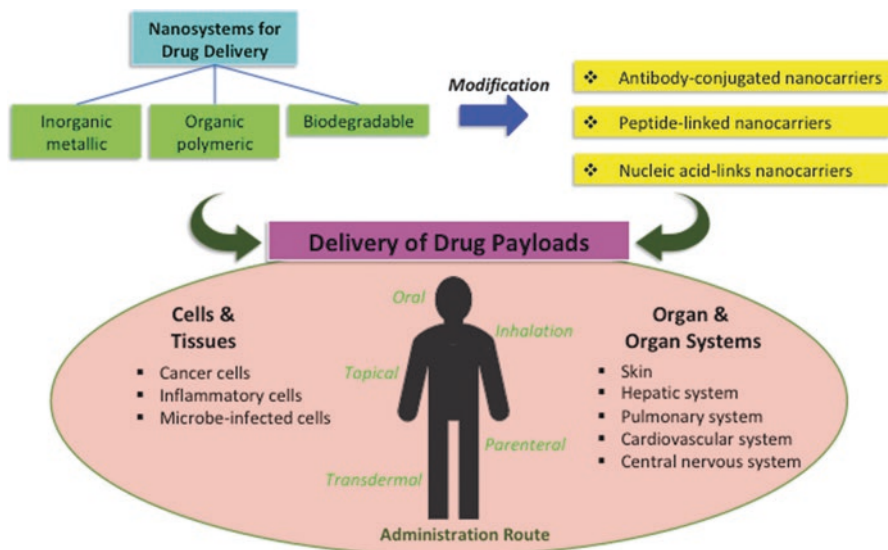 Nanosystems for
Drug Delivery
Inorganic
metallic
Organic
polymeric
Biodegradable
Modification
❖ Antibody-conjugated nanocarriers
❖ Peptide-linked nanocarriers
❖ Nucleic acid-links nanocarriers
Delivery of Drug Payloads
Cells &
Tissues
▪ Cancer cells
▪ Inflammatory cells
▪ Microbe-infected cells
Oral
Inhalation
Topical
Parenteral
Transdermal
Administration Route
Organ &
Organ Systems
▪ Skin
▪ Hepatic system
▪ Pulmonary system
▪ Cardiovascular system
▪ Central nervous system